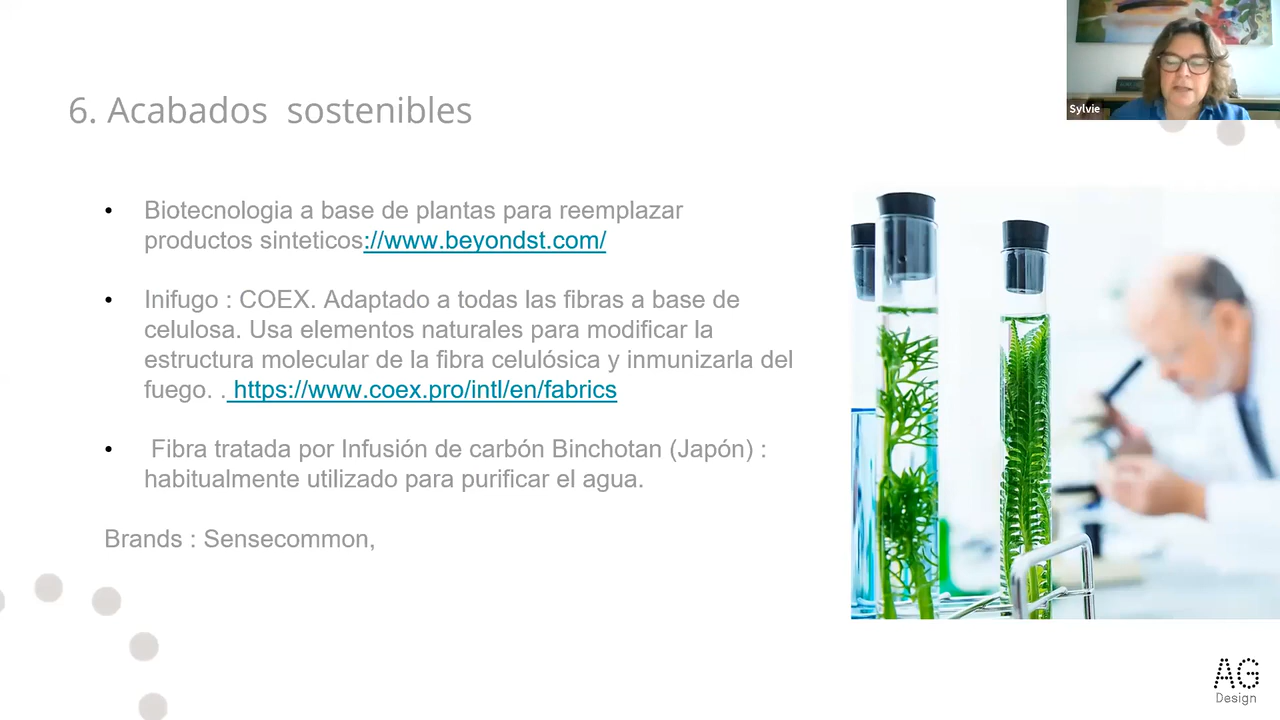 Sylvie
6. Acabados sostenibles
• Biotecnologia a base de plantas para reemplazar
productos sinteticos://www.beyondst.com/
• Inifugo : COEX. Adaptado a todas las fibras a base de
celulosa. Usa elementos naturales para modificar la
estructura molecular de la fibra celulósica y inmunizarla del
fuego. . https://www.coex.pro/intl/en/fabrics
• Fibra tratada por Infusión de carbón Binchotan (Japón) :
habitualmente utilizado para purificar el agua.
Brands : Sensecommon,
AG
Design